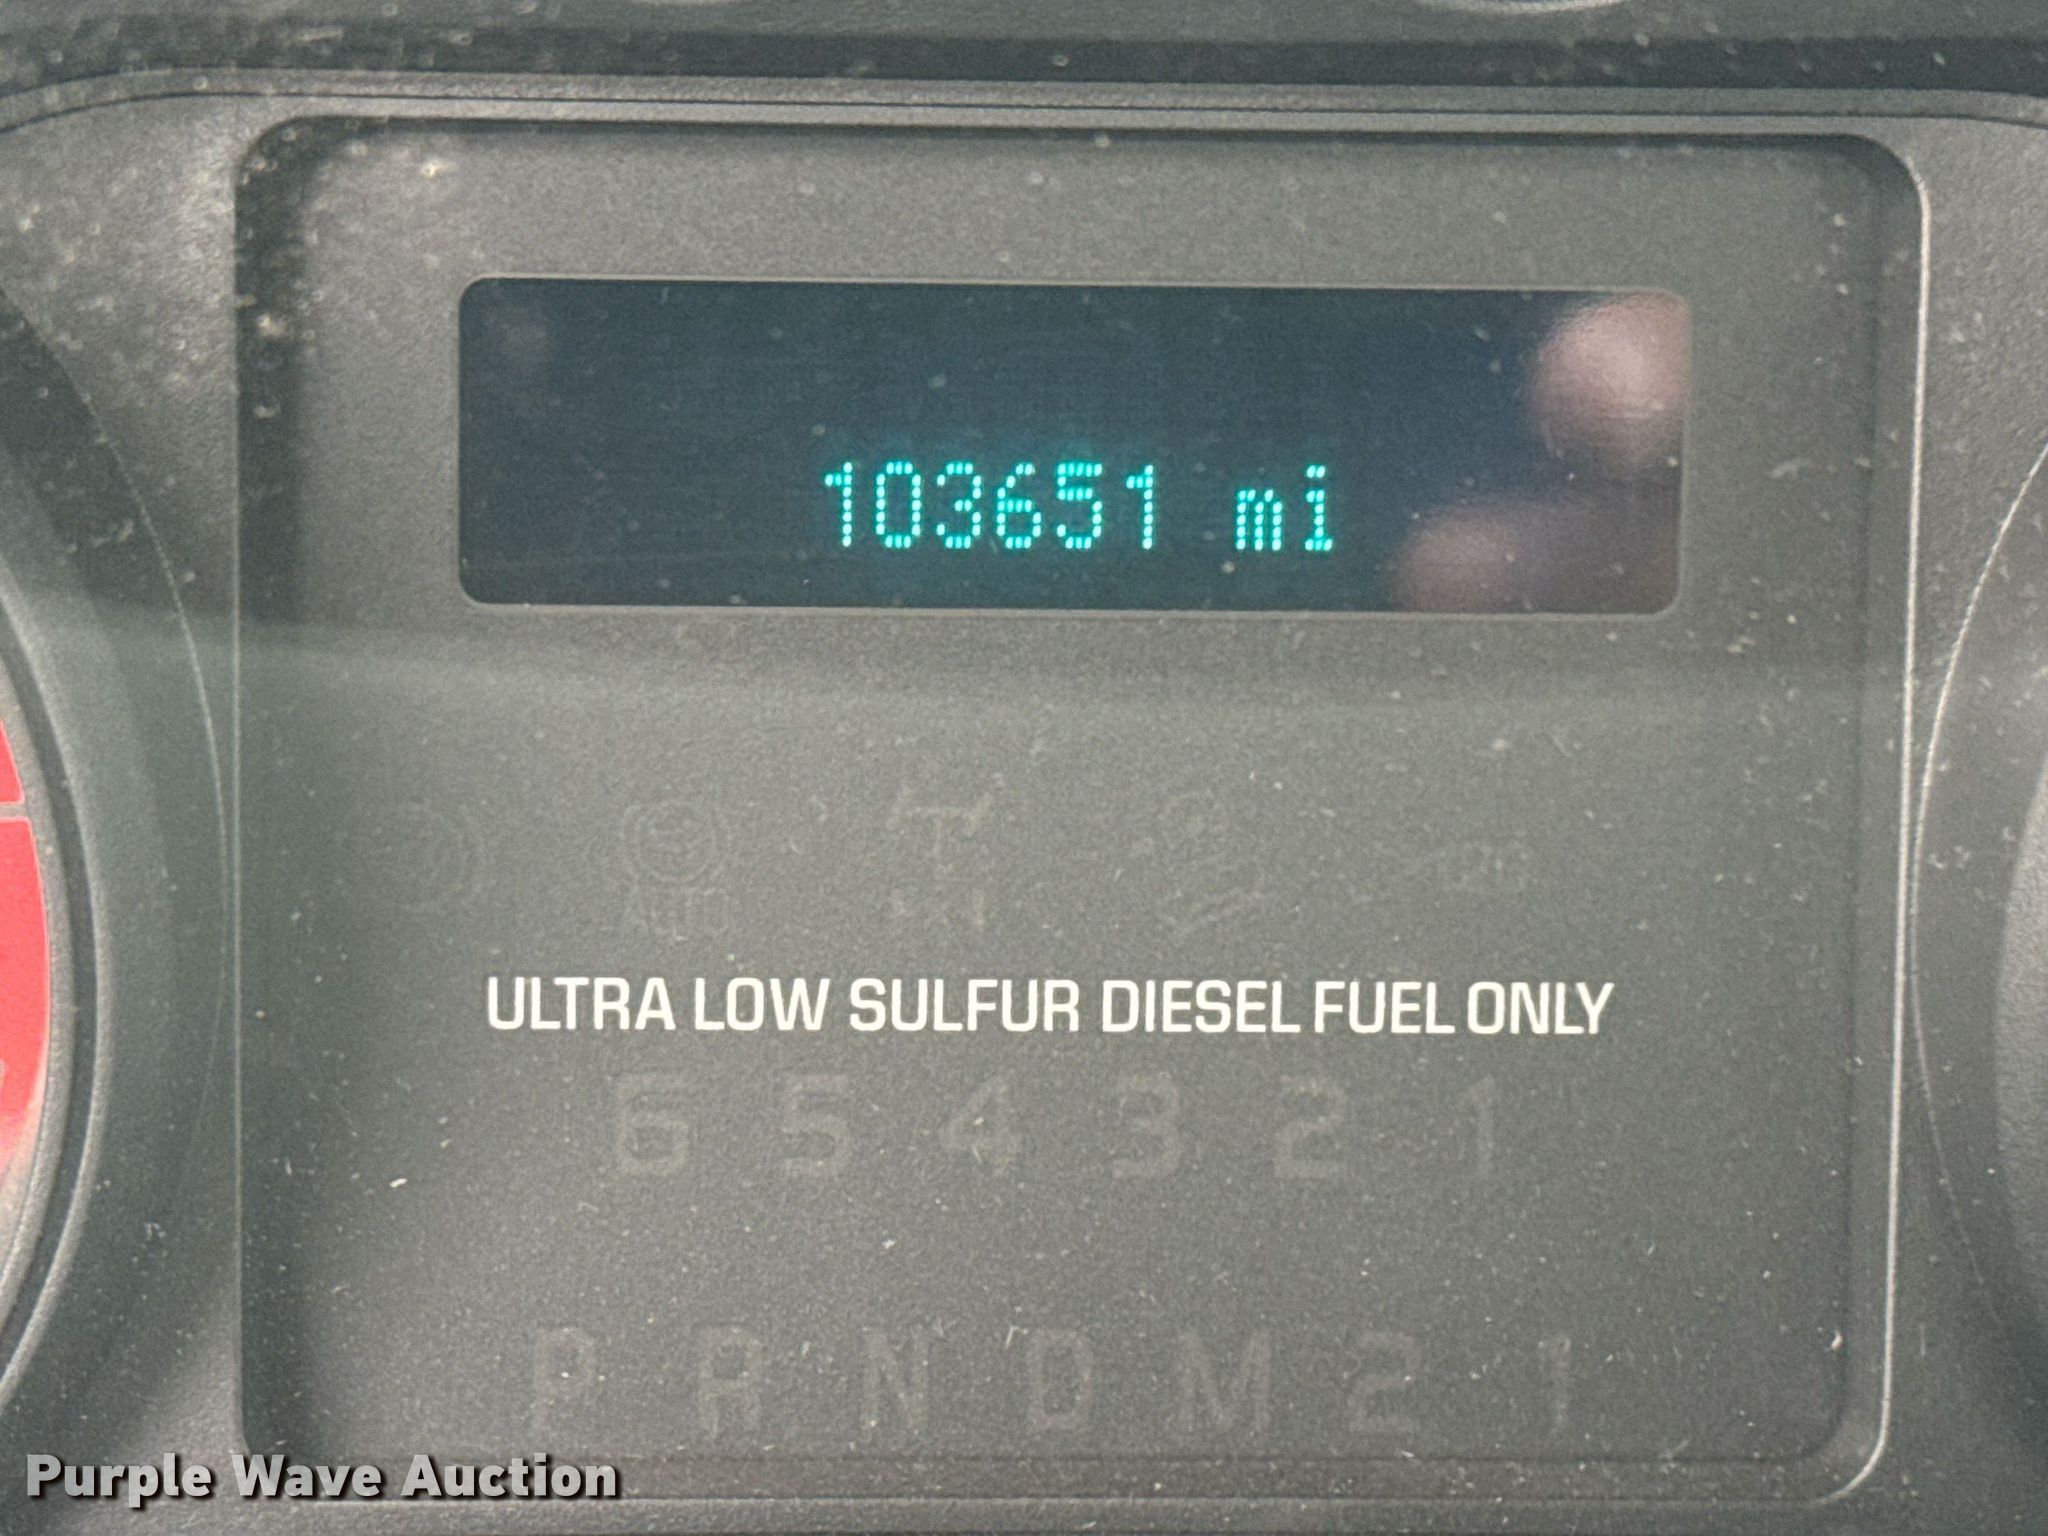 103651 mi
ULTRA LOW SULFUR DIESEL FUEL ONLY
6 5 4 3 2 1
P R N D M 2 1
Purple Wave Auction